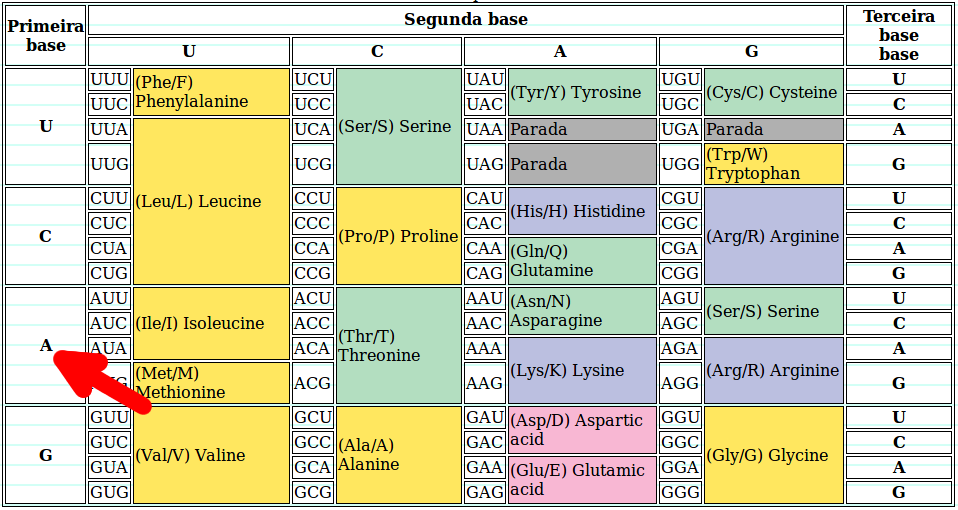 Primeira base Segunda base Terceira base base
U C A G
U UUU (Phe/F) Phenylalanine UCU (Ser/S) Serine UAU (Tyr/Y) Tyrosine UGU (Cys/C) Cysteine U
UUC UCC UAC UGC C
UUA (Leu/L) Leucine UCA UAA Parada UGA Parada A
UUG UCG UAG Parada UGG (Trp/W) Tryptophan G
C CUU CCU (Pro/P) Proline CAU (His/H) Histidine CGU (Arg/R) Arginine U
CUC CCC CAC CGC C
CUA CCA CAA (Gln/Q) Glutamine CGA A
CUG CCG CAG CGG G
A AUU (Ile/I) Isoleucine ACU (Thr/T) Threonine AAU (Asn/N) Asparagine AGU (Ser/S) Serine U
AUC ACC AAC AGC C
AUA ACA AAA (Lys/K) Lysine AGA (Arg/R) Arginine A
(Met/M) Methionine ACG AAG AGG G
G GUU (Val/V) Valine GCU (Ala/A) Alanine GAU (Asp/D) Aspartic acid GGU (Gly/G) Glycine U
GUC GCC GAC GGC C
GUA GCA GAA (Glu/E) Glutamic acid GGA A
GUG GCG GAG GGG G